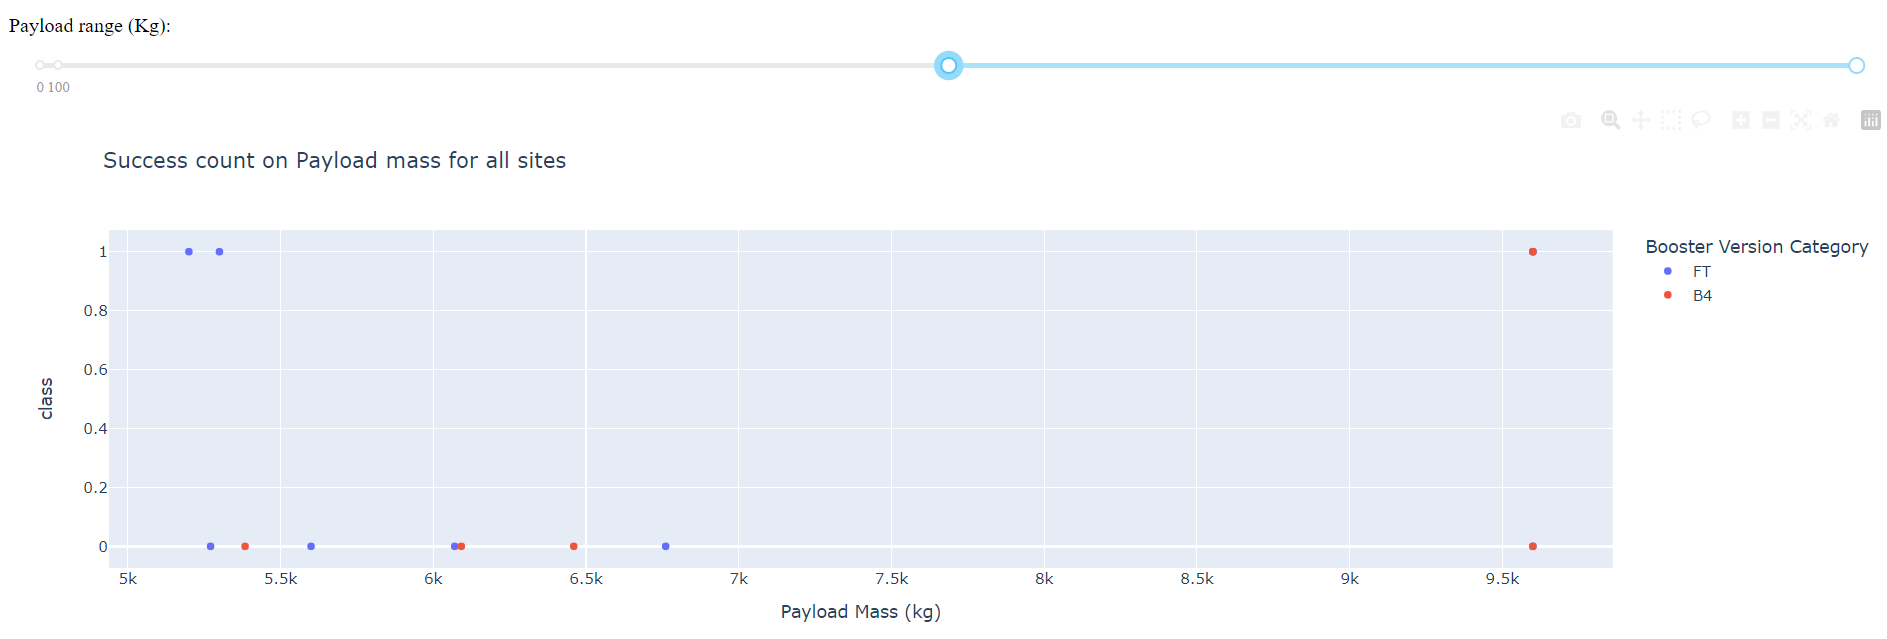 Payload range (Kg):
0 100
Success count on Payload mass for all sites
Booster Version Category
FT
B4
class
1
0.8
0.6
0.4
0.2
0
5k 5.5k 6k 6.5k 7k 7.5k 8k 8.5k 9k 9.5k
Payload Mass (kg)